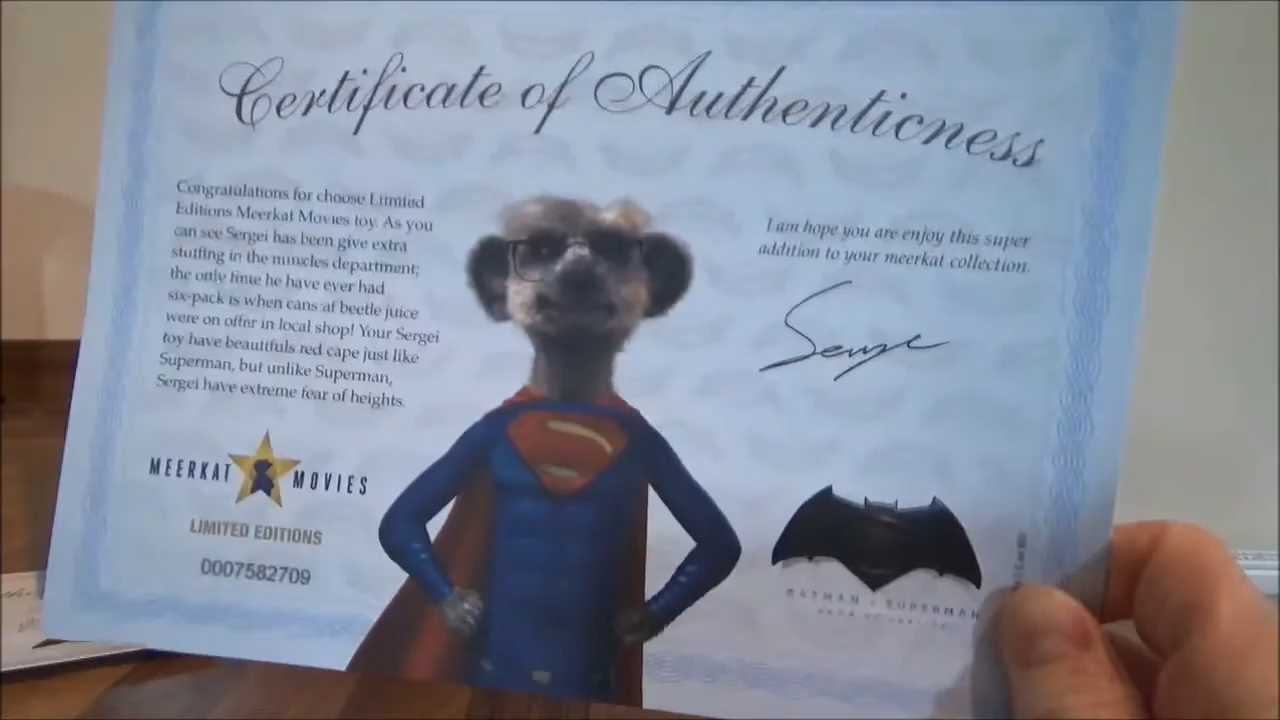 Certificate of Authenticness
Congratulations for choose Limited
Editions Meerkat Movies toy. As you
can see Sergei has been give extra
stuffing in the muscles department;
the only time he have ever had
six-pack is when cans of beetle juice
were on offer in local shop! Your Sergei
toy have beautifuls red cape just like
Superman, but unlike Superman,
Sergei have extreme fear of heights.
I am hope you are enjoy this super
addition to your meerkat collection.
MEERKAT MOVIES
LIMITED EDITIONS
0007582709
BATMAN v SUPERMAN